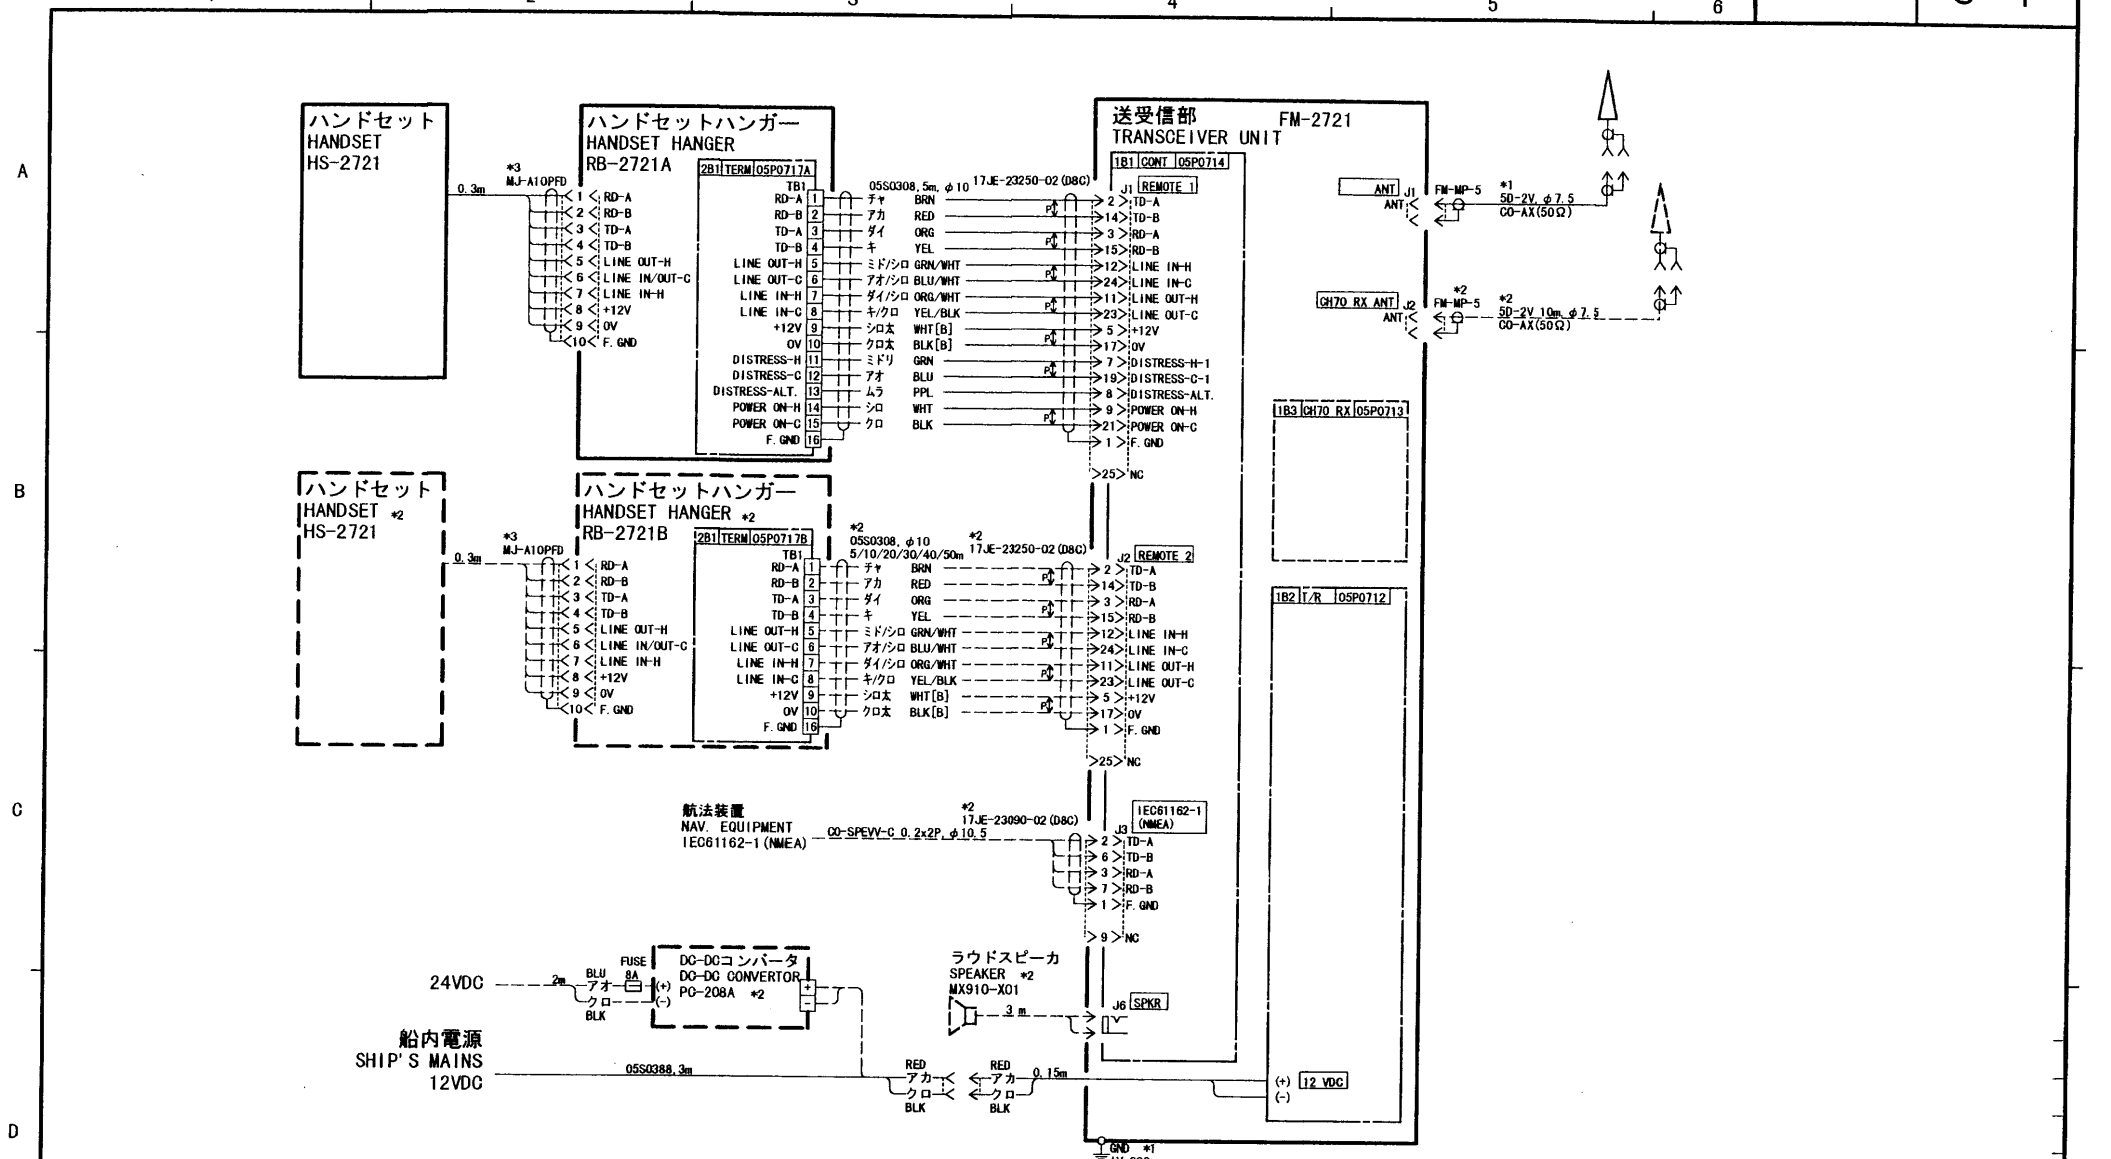 2
3
4
5
6
A
B
C
D
ハンドセット
HANDSET
HS-2721
0.3m
*3
MJ-A10PFD
ハンドセットハンガー
HANDSET HANGER
RB-2721A
1 RD-A
2 RD-B
3 TD-A
4 TD-B
5 LINE OUT-H
6 LINE IN/OUT-C
7 LINE IN-H
8 +12V
9 0V
10 F.GND
2B1 TERM 05P0717A
TB1
RD-A 1
RD-B 2
TD-A 3
TD-B 4
LINE OUT-H 5
LINE OUT-C 6
LINE IN-H 7
LINE IN-C 8
+12V 9
0V 10
DISTRESS-H 11
DISTRESS-C 12
DISTRESS-ALT. 13
POWER ON-H 14
POWER ON-C 15
F.GND 16
05S0308,5m,φ10
17JE-23250-02(D8C)
チャ BRN
アカ RED
ダイ ORG
キ YEL
ミド/シロ GRN/WHT
アオ/シロ BLU/WHT
ダイ/シロ ORG/WHT
キ/クロ YEL/BLK
シロ太 WHT[B]
クロ太 BLK[B]
ミドリ GRN
アオ BLU
ムラ PPL
シロ WHT
クロ BLK
P
P
P
P
P
P
P
送受信部 FM-2721
TRANSCEIVER UNIT
1B1 CONT 05P0714
J1 REMOTE 1
2 TD-A
14 TD-B
3 RD-A
15 RD-B
12 LINE IN-H
24 LINE IN-C
11 LINE OUT-H
23 LINE OUT-C
5 +12V
17 0V
7 DISTRESS-H-1
19 DISTRESS-C-1
8 DISTRESS-ALT.
9 POWER ON-H
21 POWER ON-C
1 F.GND
25 NC
ANT J1
ANT
FM-MP-5
*1
5D-2V,φ7.5
CO-AX(50Ω)
CH70 RX ANT J2
ANT
*2
FM-MP-5
*2
5D-2V 10m,φ7.5
CO-AX(50Ω)
1B3 CH70 RX 05P0713
1B2 T/R 05P0712
ハンドセット
HANDSET *2
HS-2721
0.3m
*3
MJ-A10PFD
ハンドセットハンガー
HANDSET HANGER *2
RB-2721B
1 RD-A
2 RD-B
3 TD-A
4 TD-B
5 LINE OUT-H
6 LINE IN/OUT-C
7 LINE IN-H
8 +12V
9 0V
10 F.GND
2B1 TERM 05P0717B
TB1
RD-A 1
RD-B 2
TD-A 3
TD-B 4
LINE OUT-H 5
LINE OUT-C 6
LINE IN-H 7
LINE IN-C 8
+12V 9
0V 10
F.GND 16
*2
05S0308,φ10
5/10/20/30/40/50m
*2
17JE-23250-02(D8C)
チャ BRN
アカ RED
ダイ ORG
キ YEL
ミド/シロ GRN/WHT
アオ/シロ BLU/WHT
ダイ/シロ ORG/WHT
キ/クロ YEL/BLK
シロ太 WHT[B]
クロ太 BLK[B]
P
P
P
P
P
J2 REMOTE 2
2 TD-A
14 TD-B
3 RD-A
15 RD-B
12 LINE IN-H
24 LINE IN-C
11 LINE OUT-H
23 LINE OUT-C
5 +12V
17 0V
1 F.GND
25 NC
航法装置
NAV. EQUIPMENT
IEC61162-1(NMEA)
CO-SPEVV-C 0.2x2P,φ10.5
*2
17JE-23090-02(D8C)
IEC61162-1
(NMEA)
J3
2 TD-A
6 TD-B
3 RD-A
7 RD-B
1 F.GND
9 NC
24VDC
2m
BLU
アオ
クロ
BLK
FUSE
8A
(+)
(-)
DC-DCコンバータ
DC-DC CONVERTOR
PC-208A *2
+
-
ラウドスピーカ
SPEAKER *2
MX910-X01
3 m
J6 SPKR
船内電源
SHIP'S MAINS
12VDC
05S0388,3m
RED
アカ
クロ
BLK
RED
アカ
クロ
BLK
0.15m
(+) 12 VDC
(-)
GND *1